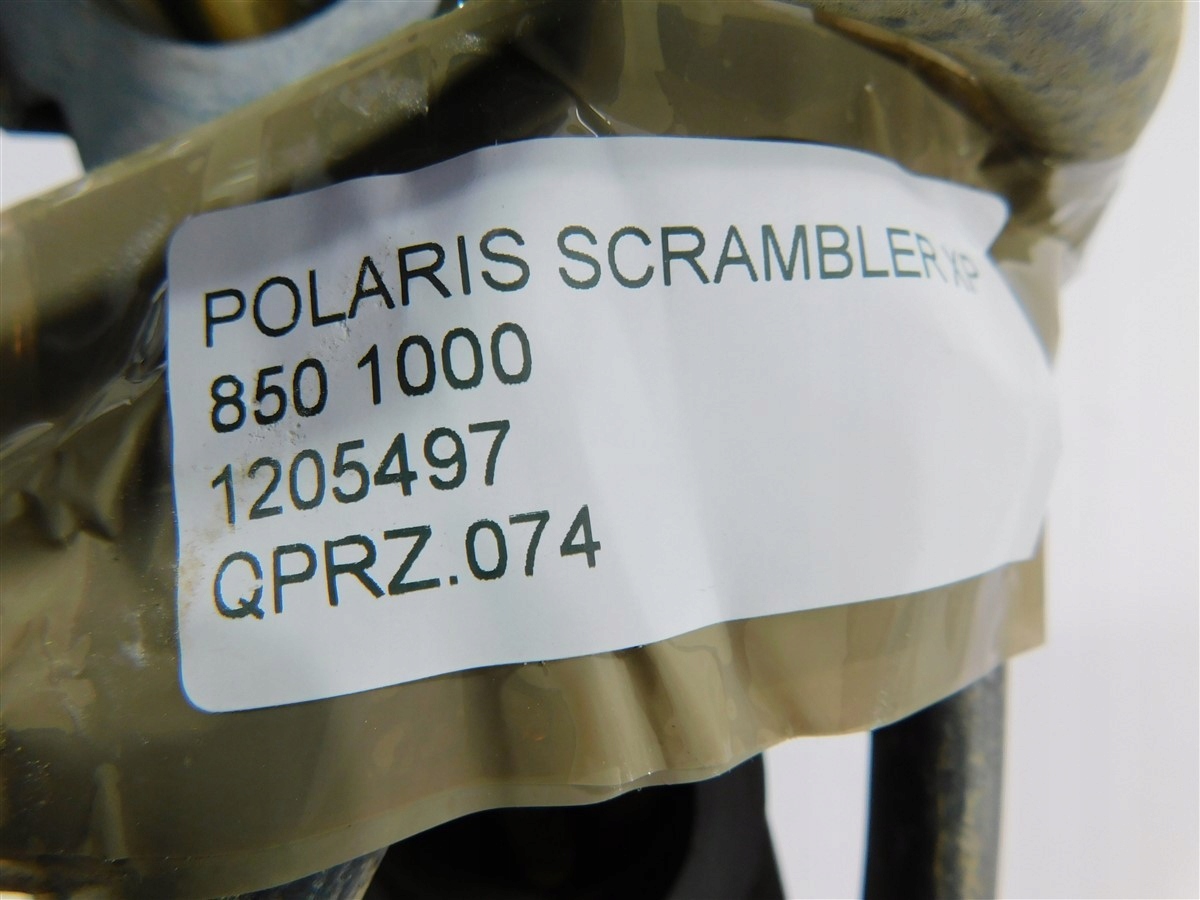 POLARIS SCRAMBLER XP
850 1000
1205497
QPRZ.074